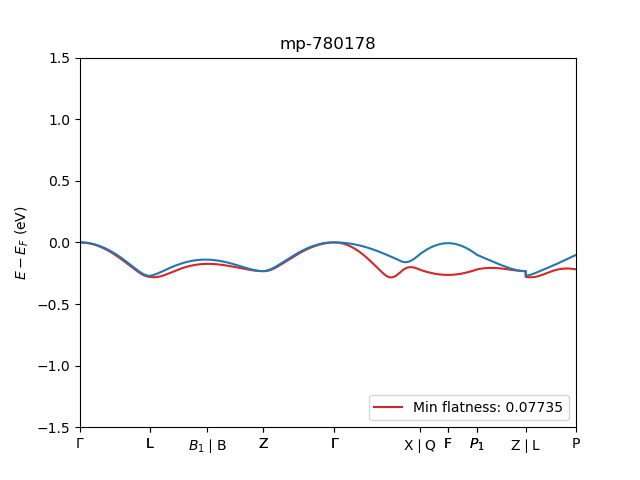 mp-780178
1.5
1.0
0.5
0.0
−0.5
−1.0
−1.5
E − E_F (eV)
Min flatness: 0.07735
Γ L B₁ | B Z Γ X | Q F P₁ Z | L P